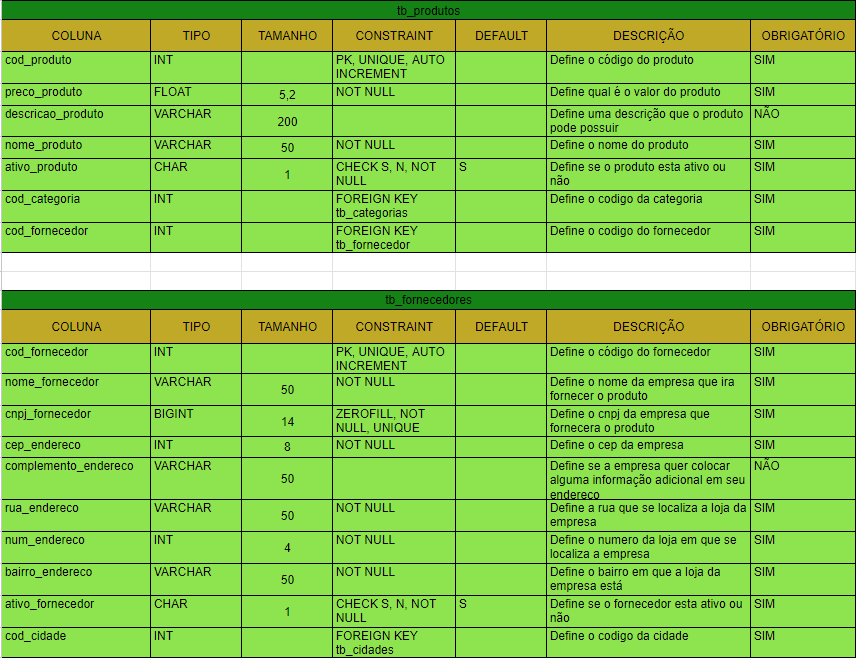 tb_produtos
COLUNA TIPO TAMANHO CONSTRAINT DEFAULT DESCRIÇÃO OBRIGATÓRIO
cod_produto INT PK, UNIQUE, AUTO INCREMENT Define o código do produto SIM
preco_produto FLOAT 5,2 NOT NULL Define qual é o valor do produto SIM
descricao_produto VARCHAR 200 Define uma descrição que o produto pode possuir NÃO
nome_produto VARCHAR 50 NOT NULL Define o nome do produto SIM
ativo_produto CHAR 1 CHECK S, N, NOT NULL S Define se o produto esta ativo ou não SIM
cod_categoria INT FOREIGN KEY tb_categorias Define o codigo da categoria SIM
cod_fornecedor INT FOREIGN KEY tb_fornecedor Define o codigo do fornecedor SIM
tb_fornecedores
COLUNA TIPO TAMANHO CONSTRAINT DEFAULT DESCRIÇÃO OBRIGATÓRIO
cod_fornecedor INT PK, UNIQUE, AUTO INCREMENT Define o código do fornecedor SIM
nome_fornecedor VARCHAR 50 NOT NULL Define o nome da empresa que ira fornecer o produto SIM
cnpj_fornecedor BIGINT 14 ZEROFILL, NOT NULL, UNIQUE Define o cnpj da empresa que fornecera o produto SIM
cep_endereco INT 8 NOT NULL Define o cep da empresa SIM
complemento_endereco VARCHAR 50 Define se a empresa quer colocar alguma informação adicional em seu endereco NÃO
rua_endereco VARCHAR 50 NOT NULL Define a rua que se localiza a loja da empresa SIM
num_endereco INT 4 NOT NULL Define o numero da loja em que se localiza a empresa SIM
bairro_endereco VARCHAR 50 NOT NULL Define o bairro em que a loja da empresa está SIM
ativo_fornecedor CHAR 1 CHECK S, N, NOT NULL S Define se o fornecedor esta ativo ou não SIM
cod_cidade INT FOREIGN KEY tb_cidades Define o codigo da cidade SIM